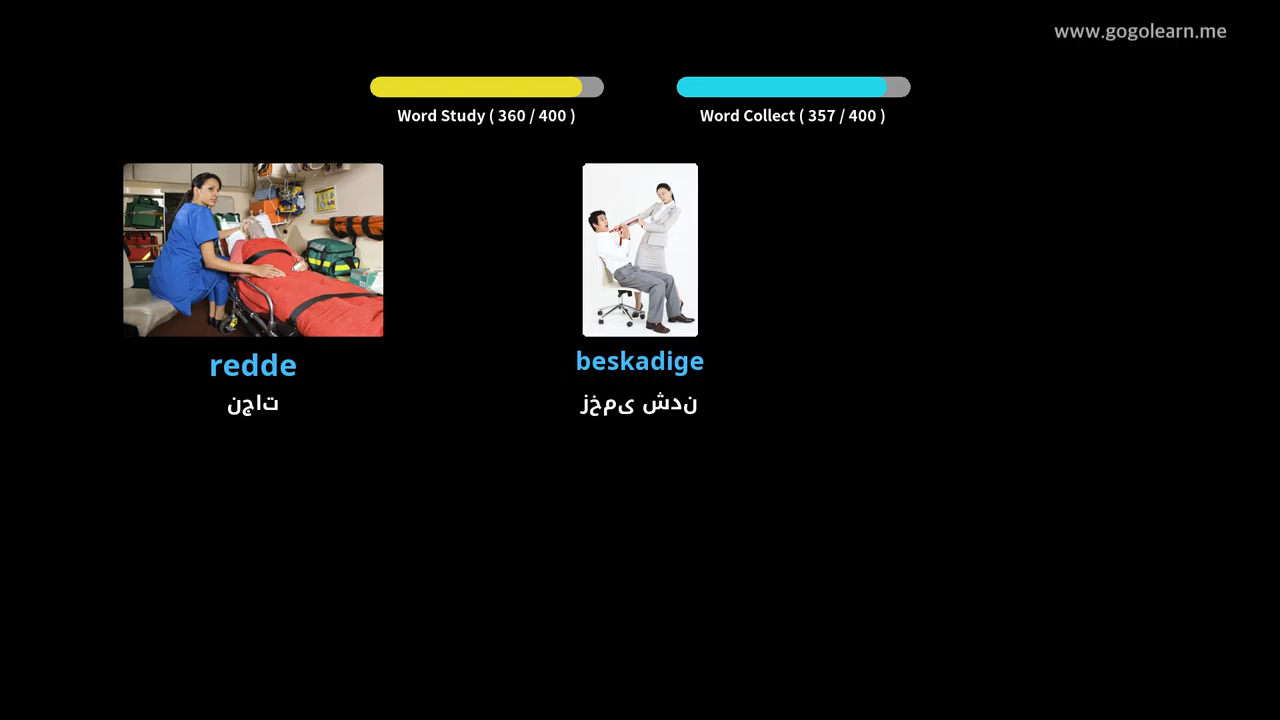 www.gogolearn.me
Word Study ( 360 / 400 )
Word Collect ( 357 / 400 )
redde
نجات
beskadige
زخمی شدن